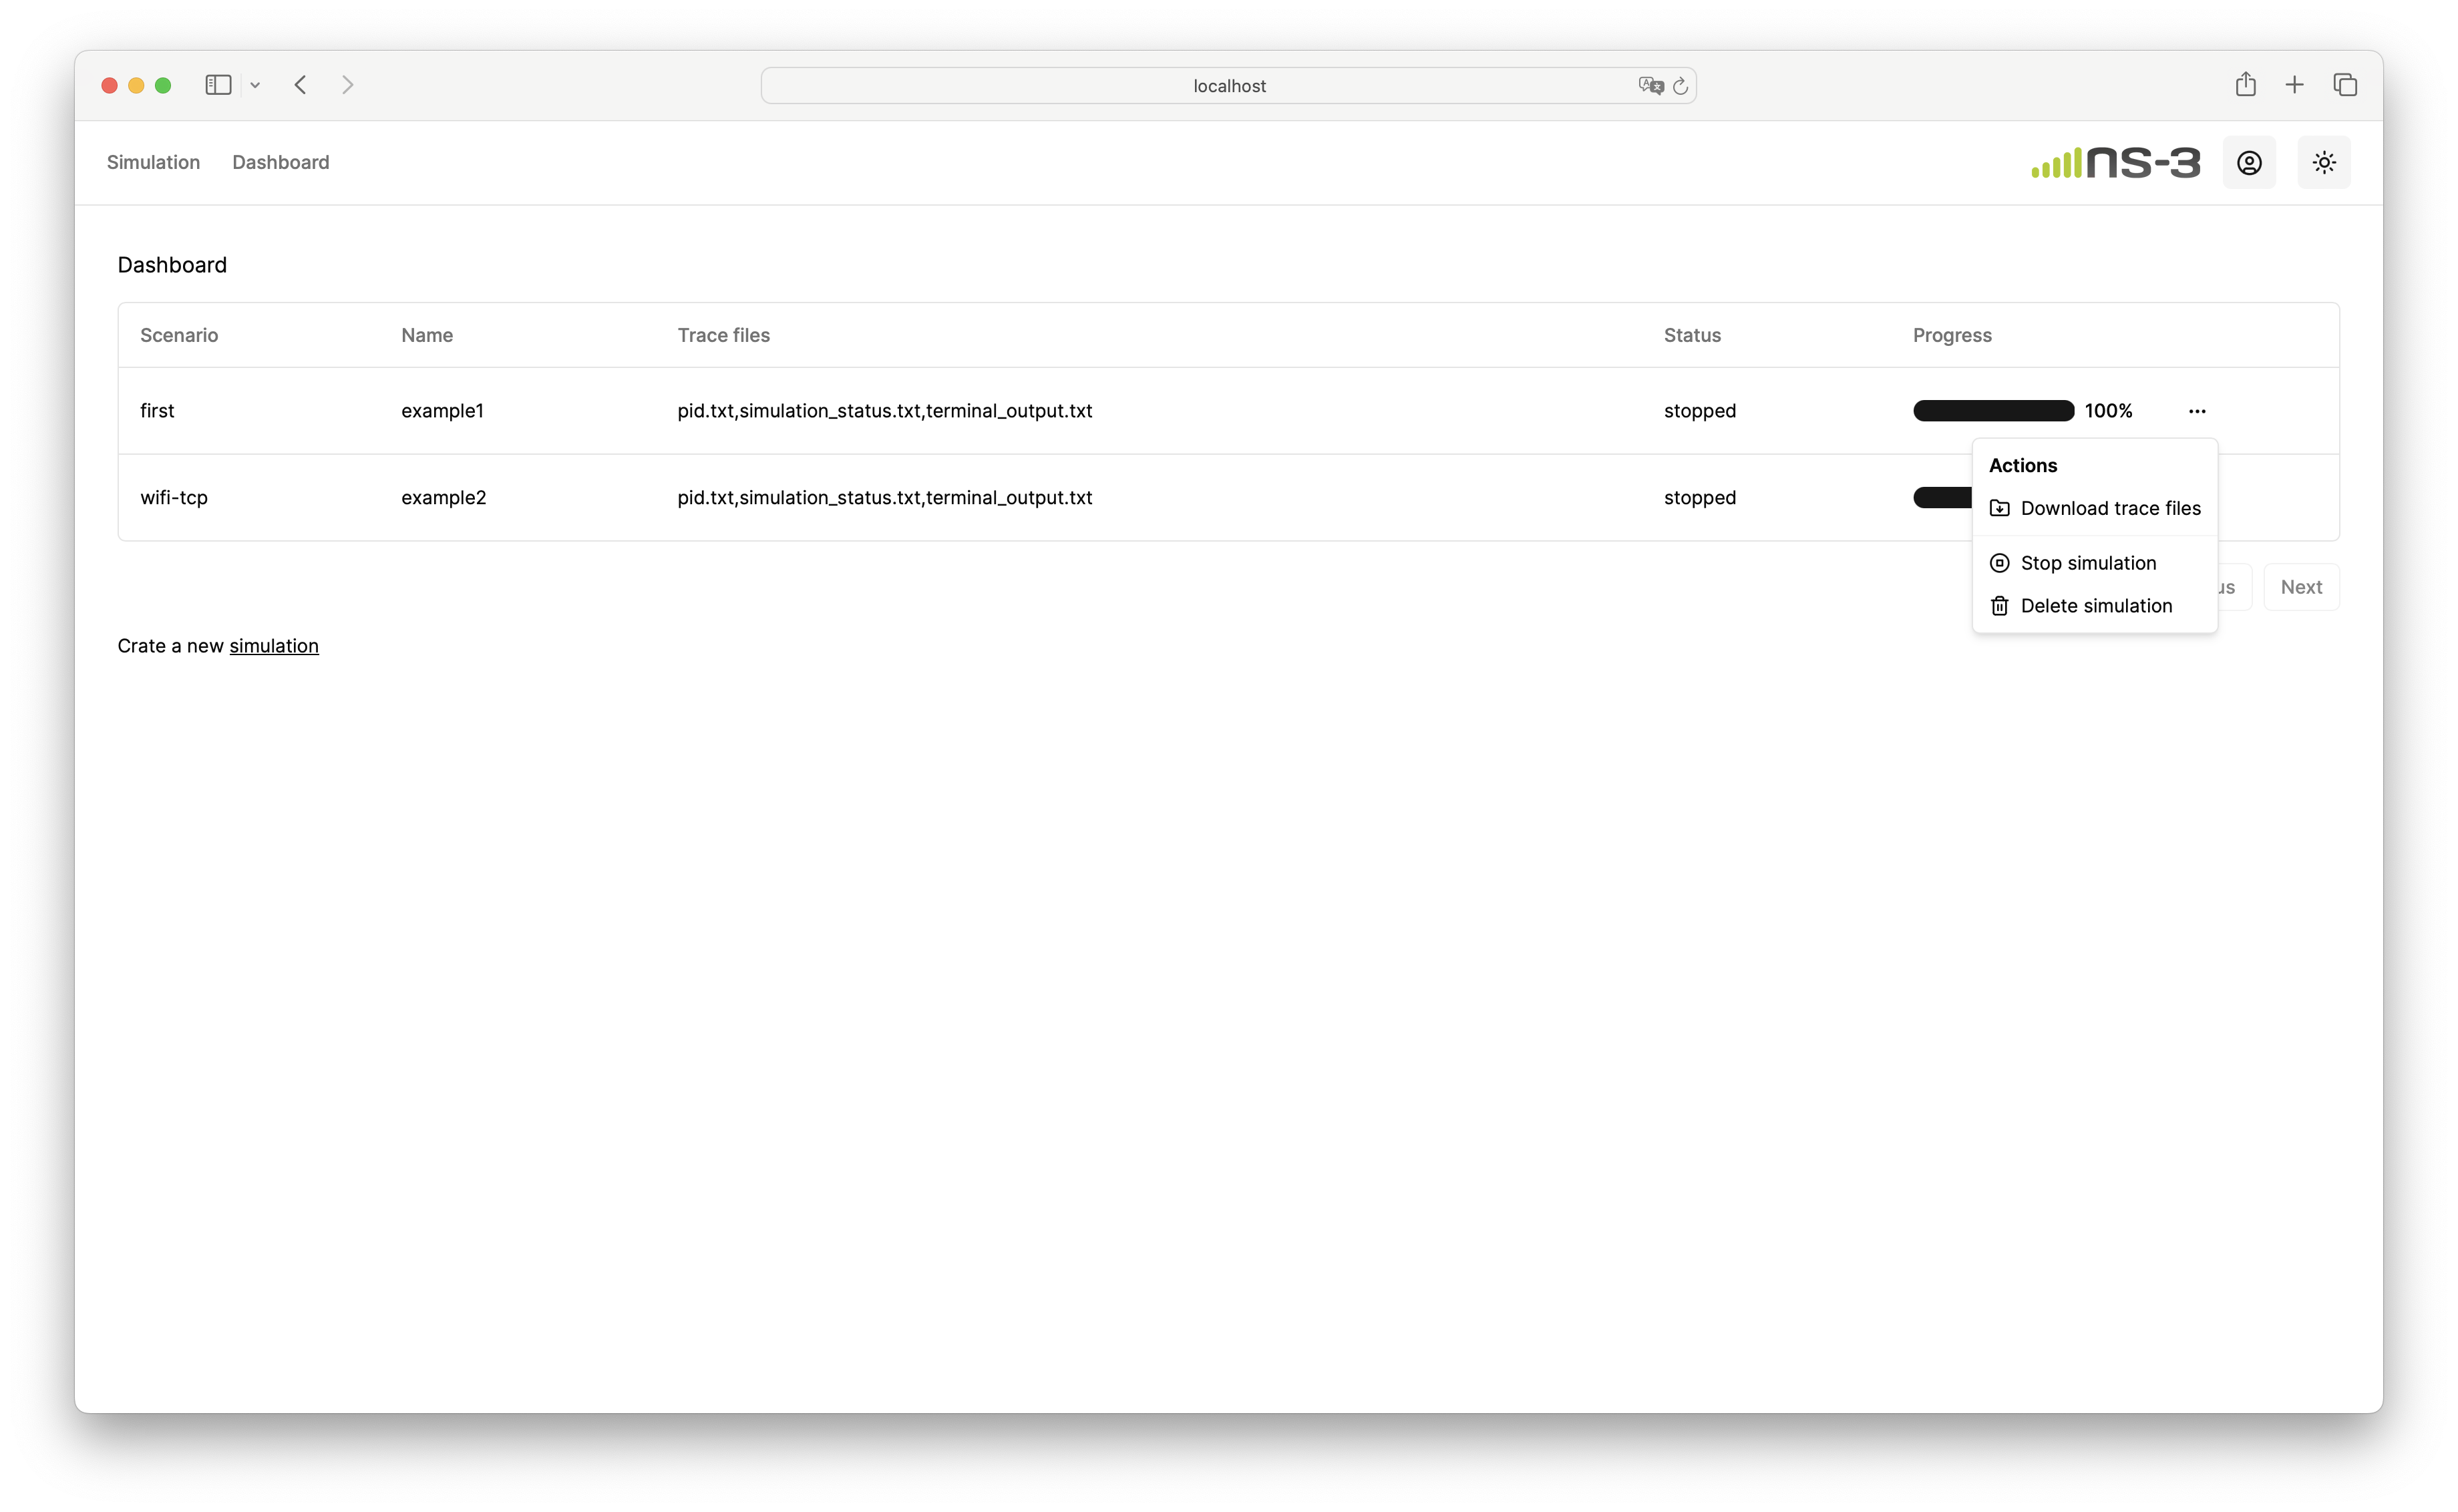 localhost
Simulation Dashboard
ns-3
Dashboard
Scenario Name Trace files Status Progress
first example1 pid.txt,simulation_status.txt,terminal_output.txt stopped 100%
Actions
wifi-tcp example2 pid.txt,simulation_status.txt,terminal_output.txt stopped
Download trace files
Stop simulation
us Next
Delete simulation
Crate a new simulation